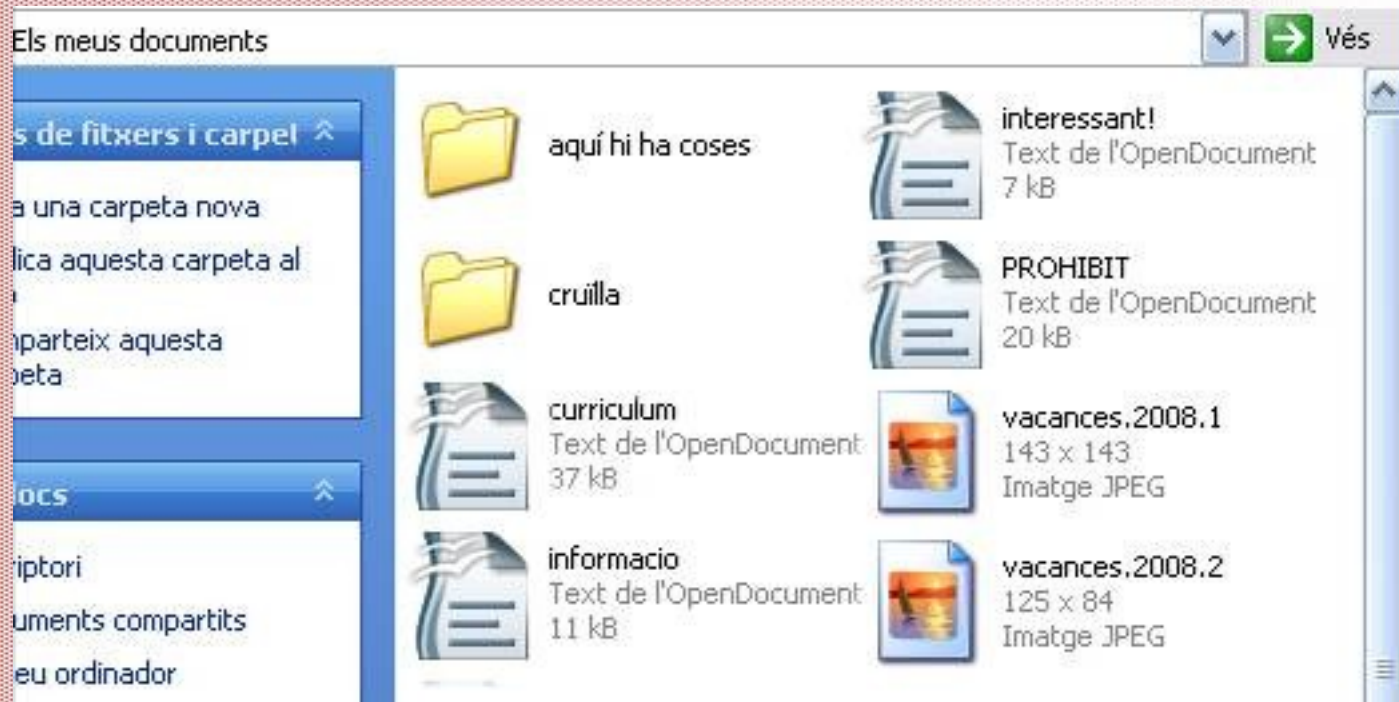 Els meus documents
Vés
s de fitxers i carpet
a una carpeta nova
lica aquesta carpeta al
mparteix aquesta
peta
locs
riptori
uments compartits
eu ordinador
aquí hi ha coses
cruïlla
curriculum
Text de l'OpenDocument
37 kB
informacio
Text de l'OpenDocument
11 kB
interessant!
Text de l'OpenDocument
7 kB
PROHIBIT
Text de l'OpenDocument
20 kB
vacances.2008.1
143 x 143
Imatge JPEG
vacances.2008.2
125 x 84
Imatge JPEG